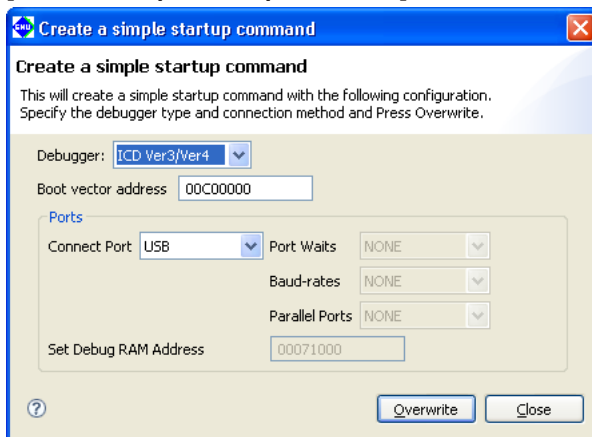 GNU Create a simple startup command
Create a simple startup command
This will create a simple startup command with the following configuration.
Specify the debugger type and connection method and Press Overwrite.
Debugger: ICD Ver3/Ver4
Boot vector address 00C00000
Ports
Connect Port USB Port Waits NONE
Baud-rates NONE
Parallel Ports NONE
Set Debug RAM Address 00071000
? Overwrite Close